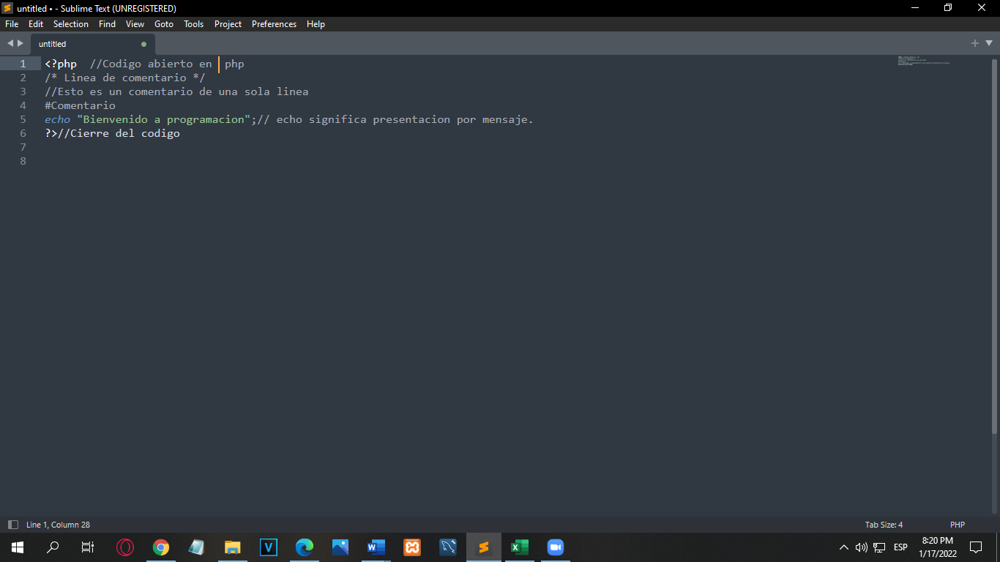 untitled • - Sublime Text (UNREGISTERED)
File Edit Selection Find View Goto Tools Project Preferences Help
untitled
1 <?php  //Codigo abierto en  php
2 /* Linea de comentario */
3 //Esto es un comentario de una sola linea
4 #Comentario
5 echo "Bienvenido a programacion";// echo significa presentacion por mensaje.
6 ?>//Cierre del codigo
7
8
Line 1, Column 28 Tab Size: 4 PHP
ESP 8:20 PM
1/17/2022